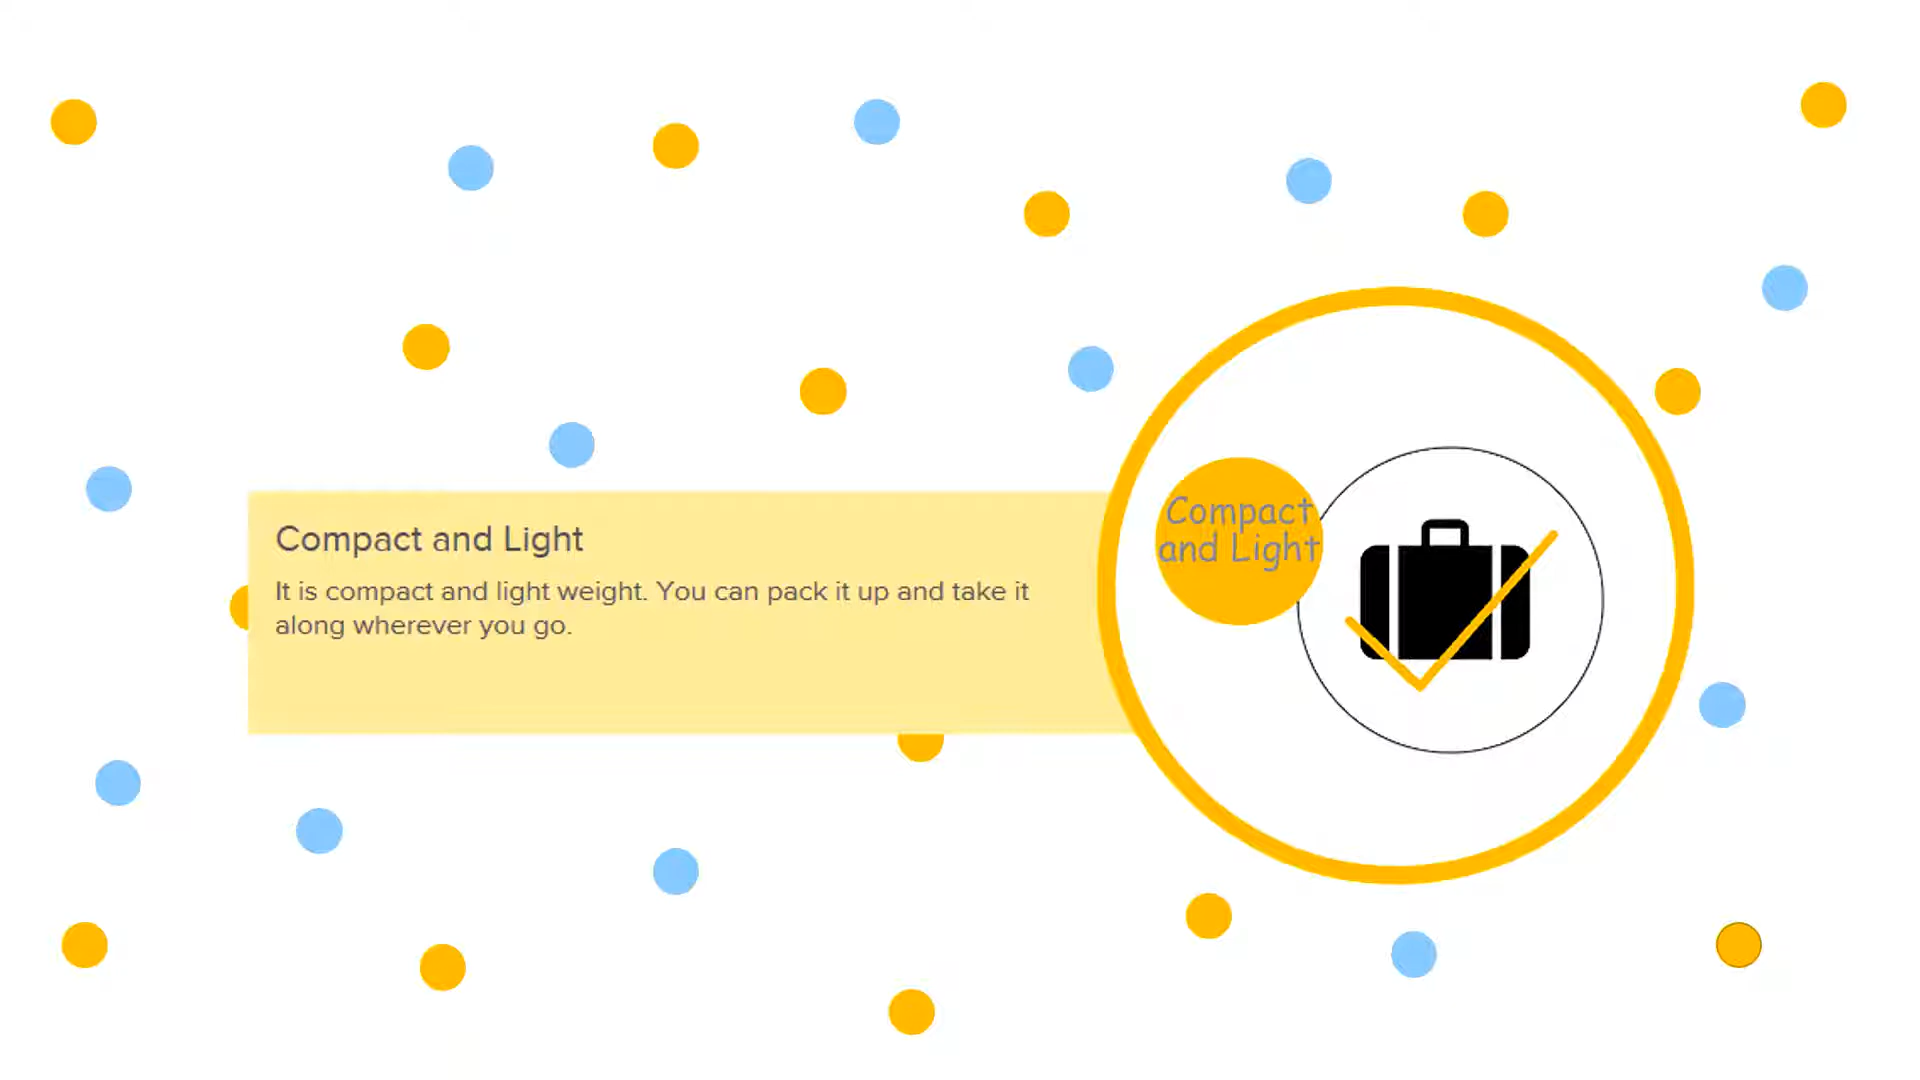 Compact and Light
It is compact and light weight. You can pack it up and take it
along wherever you go.
Compact
and Light